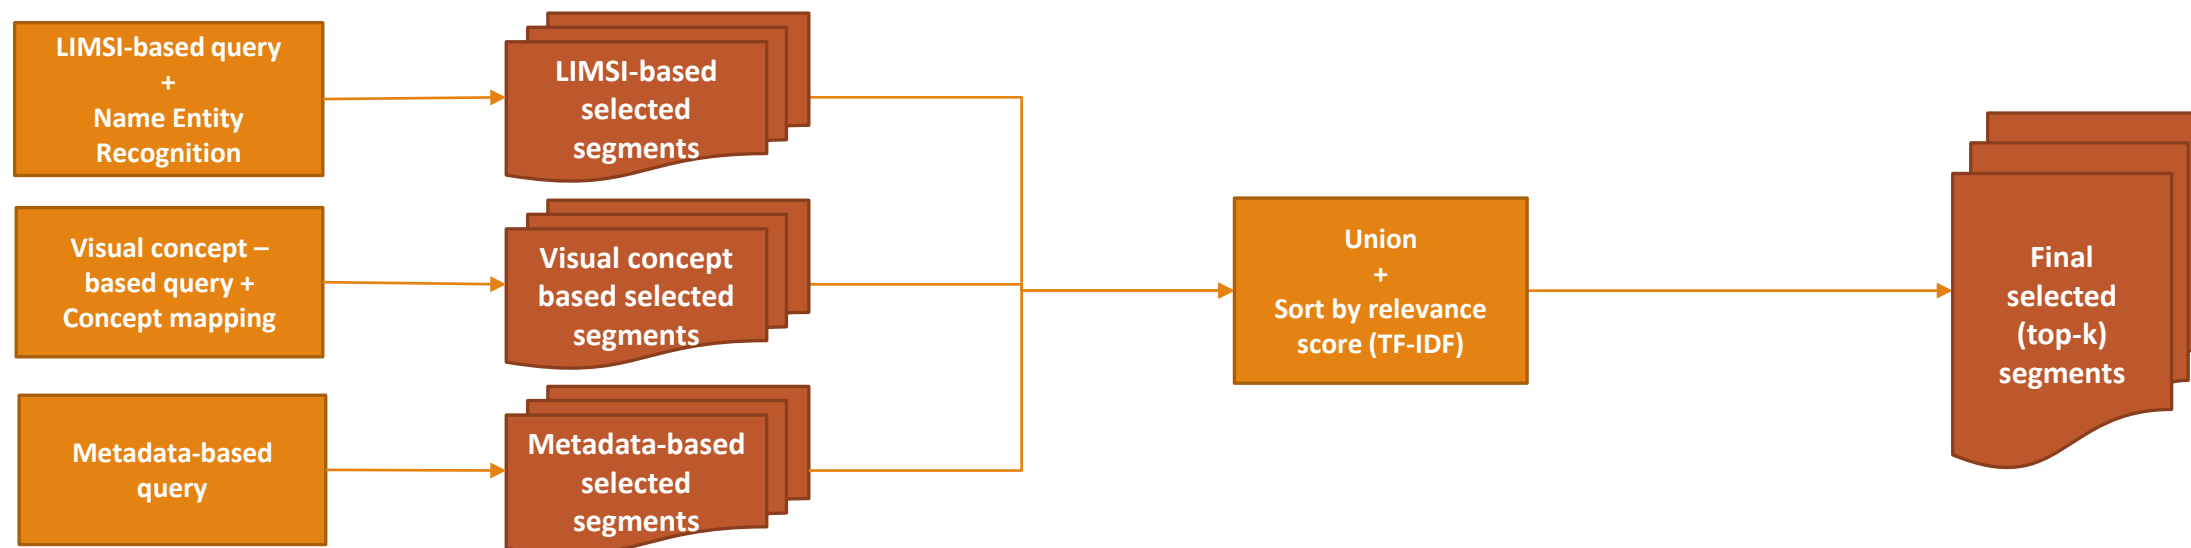 LIMSI-based query
+
Name Entity
Recognition
LIMSI-based
selected
segments
Visual concept –
based query +
Concept mapping
Visual concept
based selected
segments
Metadata-based
query
Metadata-based
selected
segments
Union
+
Sort by relevance
score (TF-IDF)
Final
selected
(top-k)
segments